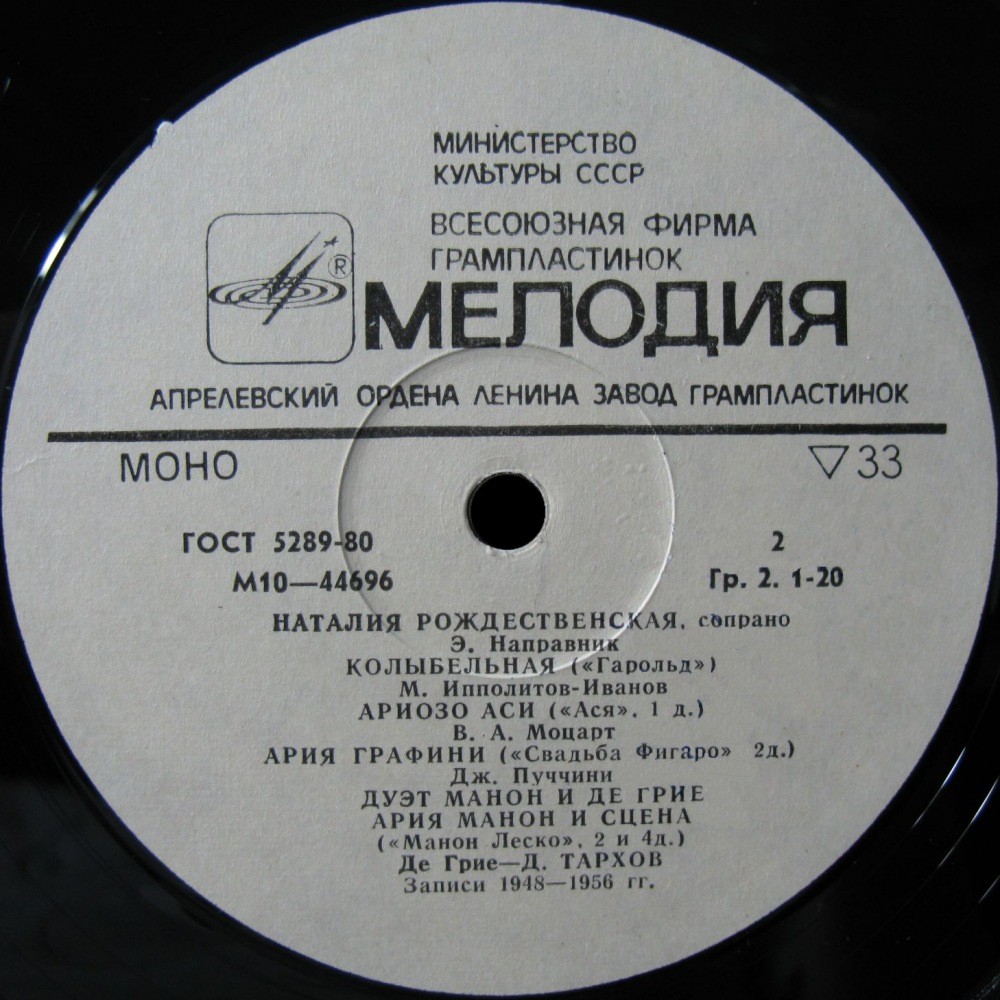 МИНИСТЕРСТВО
КУЛЬТУРЫ СССР
ВСЕСОЮЗНАЯ ФИРМА
ГРАМПЛАСТИНОК
®
МЕЛОДИЯ
АПРЕЛЕВСКИЙ ОРДЕНА ЛЕНИНА ЗАВОД ГРАМПЛАСТИНОК
МОНО ▽33
ГОСТ 5289-80 2
М10—44696 Гр. 2. 1-20
НАТАЛИЯ РОЖДЕСТВЕНСКАЯ, сопрано
Э. Направник
КОЛЫБЕЛЬНАЯ («Гарольд»)
М. Ипполитов-Иванов
АРИОЗО АСИ («Ася», 1 д.)
В. А. Моцарт
АРИЯ ГРАФИНИ («Свадьба Фигаро» 2д.)
Дж. Пуччини
ДУЭТ МАНОН И ДЕ ГРИЕ
АРИЯ МАНОН И СЦЕНА
(«Манон Леско», 2 и 4д.)
Де Грие—Д. ТАРХОВ
Записи 1948—1956 гг.